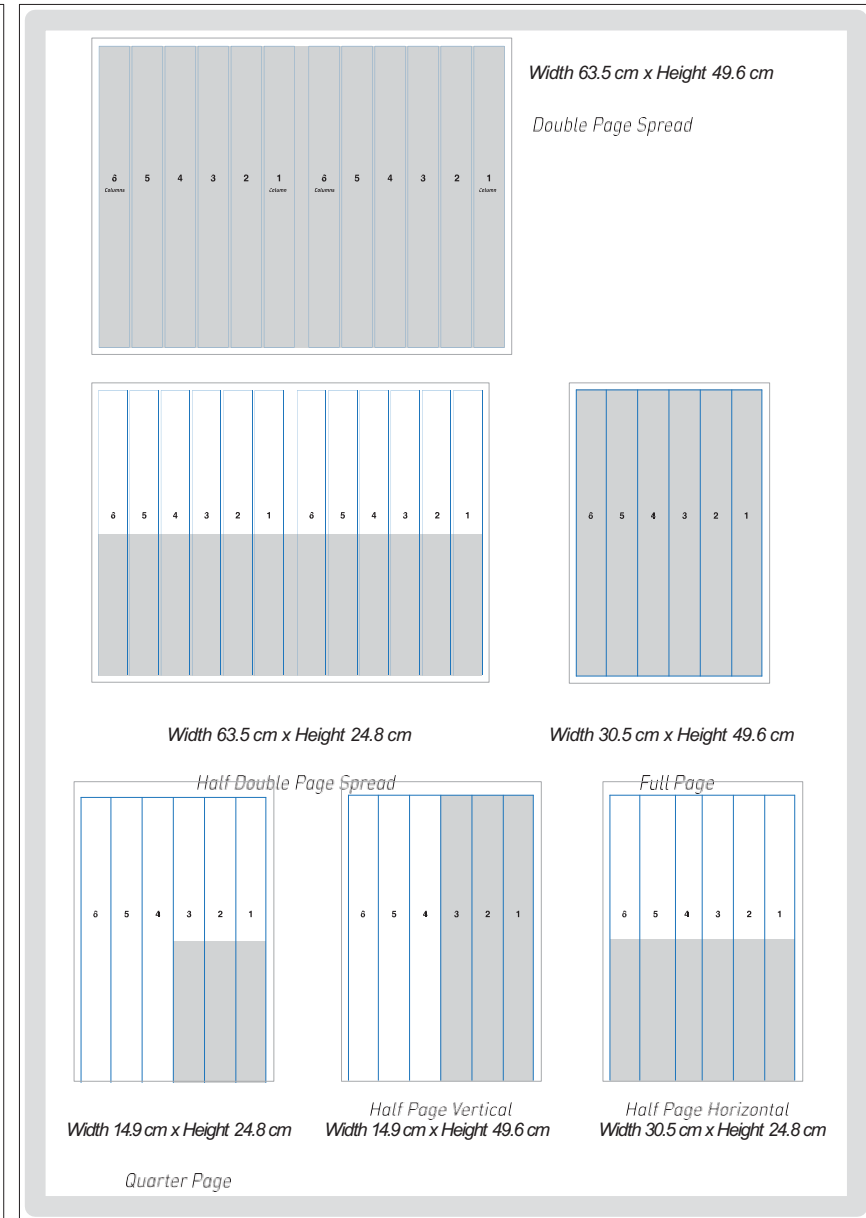 Width 63.5 cm x Height 49.6 cm
Double Page Spread
6 5 4 3 2 1 6 5 4 3 2 1
Columns Column Columns Column
6 5 4 3 2 1 6 5 4 3 2 1
6 5 4 3 2 1
Width 63.5 cm x Height 24.8 cm
Width 30.5 cm x Height 49.6 cm
Half Double Page Spread
Full Page
6 5 4 3 2 1
6 5 4 3 2 1
6 5 4 3 2 1
Half Page Vertical
Half Page Horizontal
Width 14.9 cm x Height 24.8 cm
Width 14.9 cm x Height 49.6 cm
Width 30.5 cm x Height 24.8 cm
Quarter Page